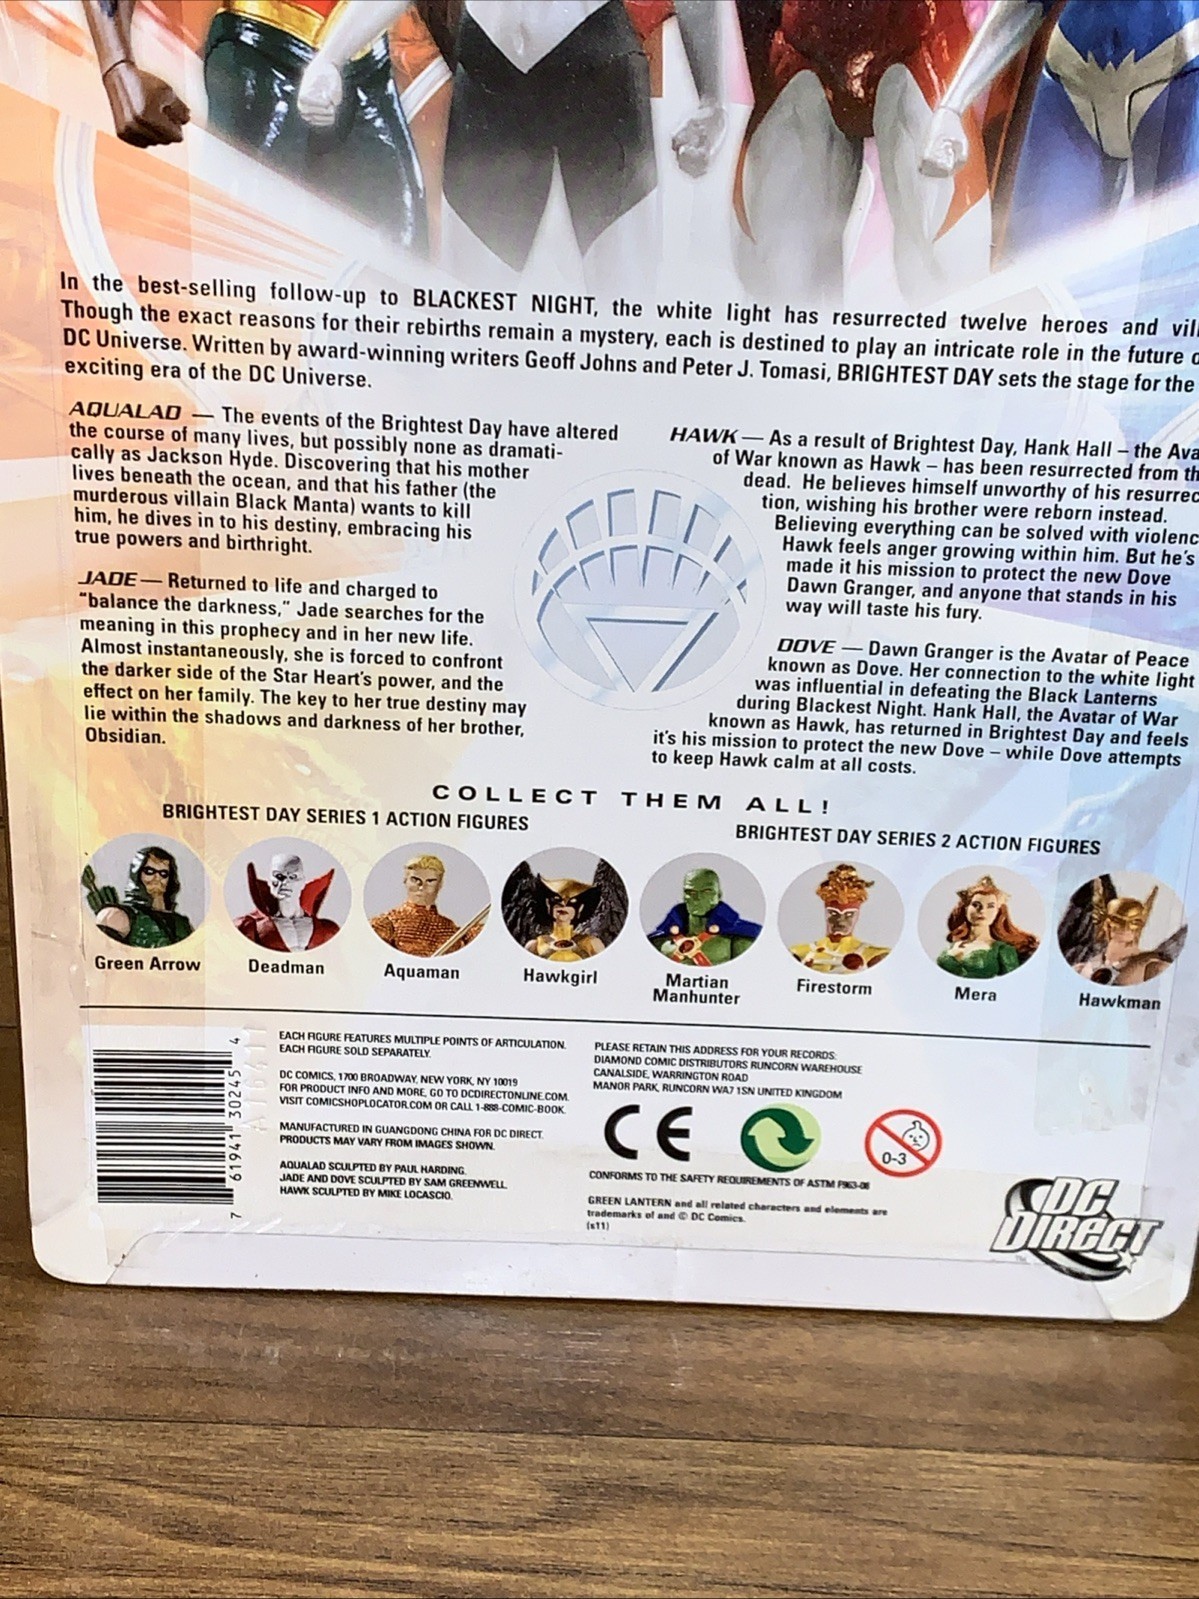 In the best-selling follow-up to BLACKEST NIGHT, the white light has resurrected twelve heroes and
Though the exact reasons for their rebirths remain a mystery, each is destined to play an intricate role in the future
DC Universe. Written by award-winning writers Geoff Johns and Peter J. Tomasi, BRIGHTEST DAY sets the stage for the
exciting era of the DC Universe.
AQUALAD — The events of the Brightest Day have altered
the course of many lives, but possibly none as dramati-
cally as Jackson Hyde. Discovering that his mother
lives beneath the ocean, and that his father (the
murderous villain Black Manta) wants to kill
him, he dives in to his destiny, embracing his
true powers and birthright.
JADE — Returned to life and charged to
"balance the darkness," Jade searches for the
meaning in this prophecy and in her new life.
Almost instantaneously, she is forced to confront
the darker side of the Star Heart's power, and the
effect on her family. The key to her true destiny may
lie within the shadows and darkness of her brother,
Obsidian.
HAWK — As a result of Brightest Day, Hank Hall – the
of War known as Hawk – has been resurrected from
dead. He believes himself unworthy of his
tion, wishing his brother were reborn instead.
Believing everything can be solved with
Hawk feels anger growing within him. But he's
made it his mission to protect the new Dove
Dawn Granger, and anyone that stands in his
way will taste his fury.
DOVE — Dawn Granger is the Avatar of Peace
known as Dove. Her connection to the white light
was influential in defeating the Black Lanterns
during Blackest Night. Hank Hall, the Avatar of War
known as Hawk, has returned in Brightest Day and feels
it's his mission to protect the new Dove – while Dove attempts
to keep Hawk calm at all costs.
COLLECT THEM ALL!
BRIGHTEST DAY SERIES 1 ACTION FIGURES
BRIGHTEST DAY SERIES 2 ACTION FIGURES
Green Arrow
Deadman
Aquaman
Hawkgirl
Martian
Manhunter
Firestorm
Mera
Hawkman
7 61941 30245 4
EACH FIGURE FEATURES MULTIPLE POINTS OF ARTICULATION.
EACH FIGURE SOLD SEPARATELY.
DC COMICS, 1700 BROADWAY, NEW YORK, NY 10019
FOR PRODUCT INFO AND MORE, GO TO DCDIRECTONLINE.COM.
VISIT COMICSHOPLOCATOR.COM OR CALL 1-888-COMIC-BOOK.
MANUFACTURED IN GUANGDONG CHINA FOR DC DIRECT.
PRODUCTS MAY VARY FROM IMAGES SHOWN.
AQUALAD SCULPTED BY PAUL HARDING.
JADE AND DOVE SCULPTED BY SAM GREENWELL
HAWK SCULPTED BY MIKE LOCASCIO.
PLEASE RETAIN THIS ADDRESS FOR YOUR RECORDS:
DIAMOND COMIC DISTRIBUTORS RUNCORN WAREHOUSE
CANALSIDE, WARRINGTON ROAD
MANOR PARK, RUNCORN WA7 1SN UNITED KINGDOM
CE
0-3
CONFORMS TO THE SAFETY REQUIREMENTS OF ASTM F963-08
GREEN LANTERN and all related characters and elements are
trademarks of and © DC Comics.
(s11)
DC
DIRECT